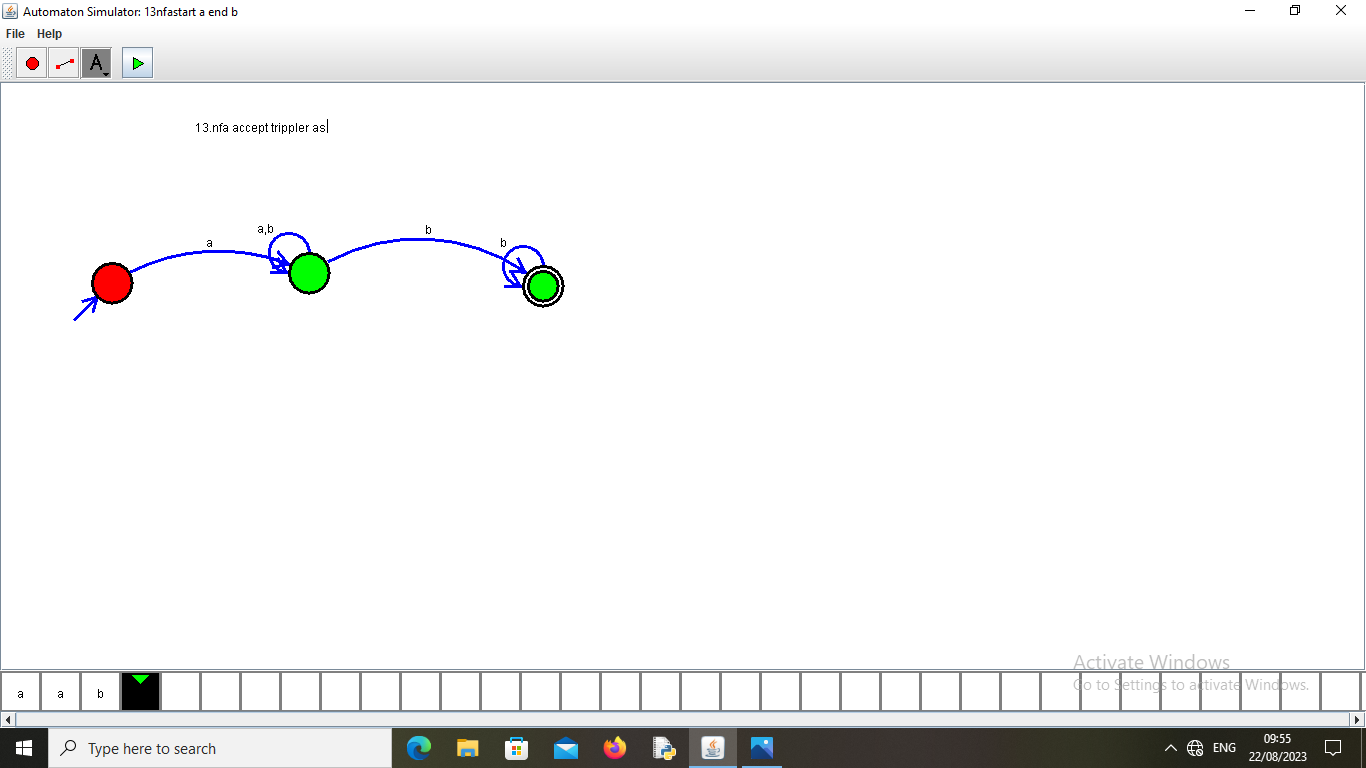 Automaton Simulator: 13nfastart a end b
File Help
A
13.nfa accept trippler as
a
a,b
b
b
a a b
Activate Windows
Go to Settings to activate Windows.
Type here to search
ENG
09:55
22/08/2023